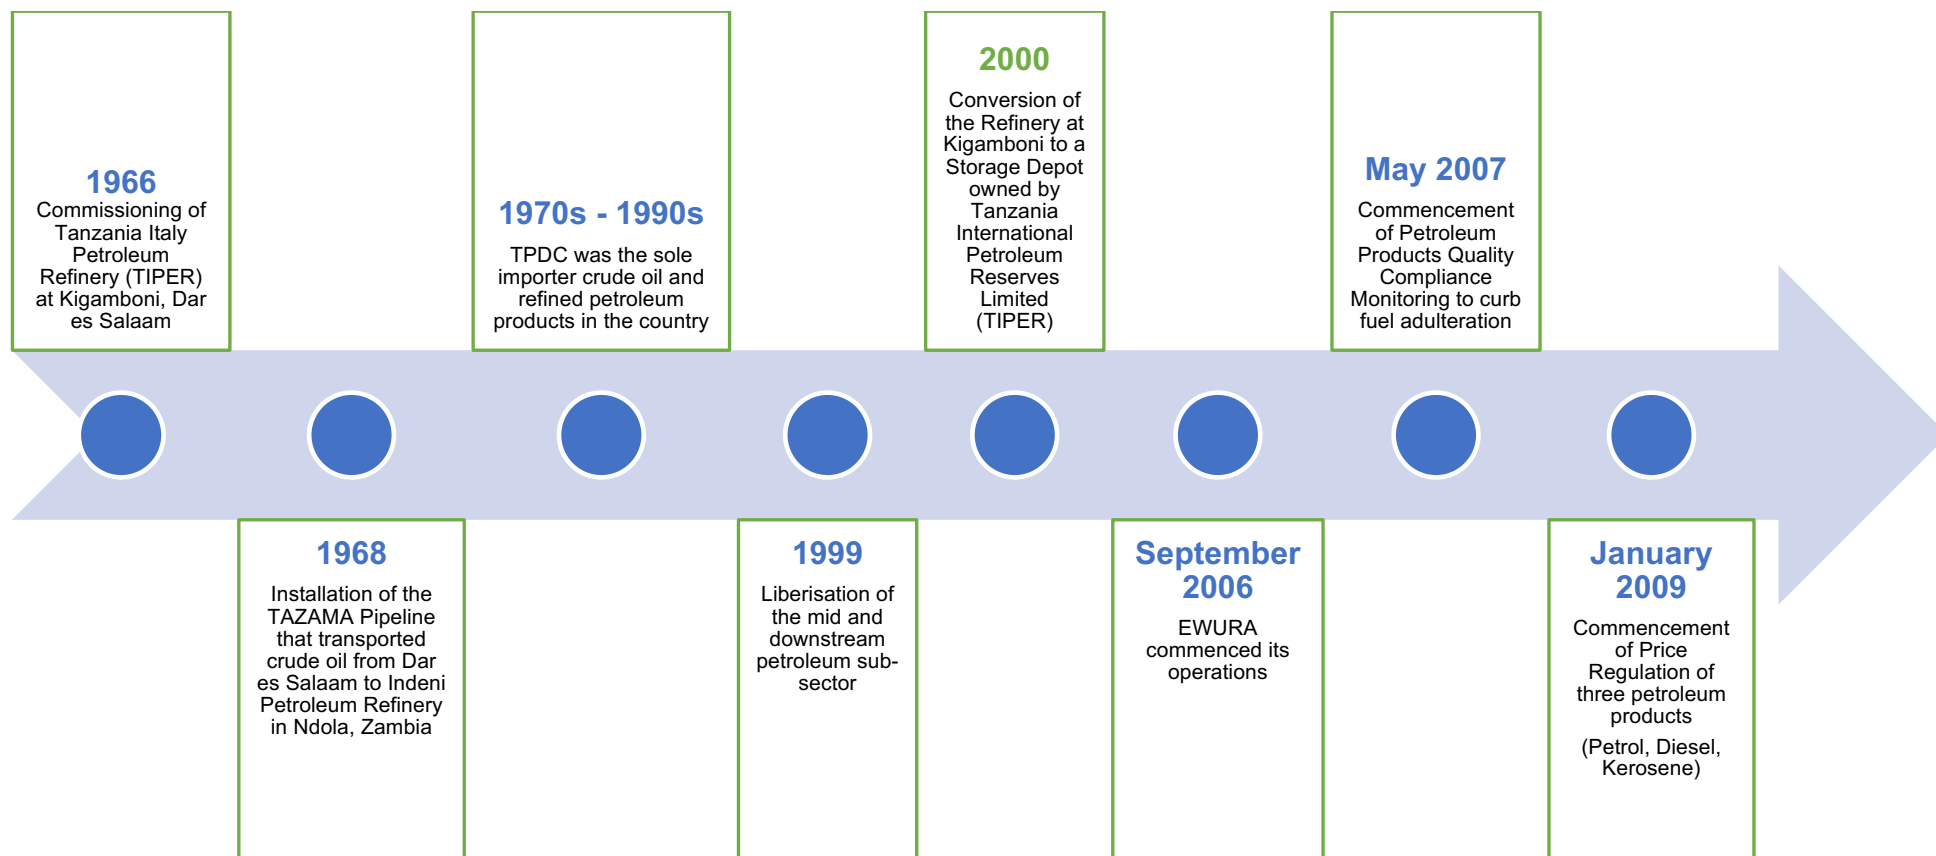 1966
Commissioning of
Tanzania Italy
Petroleum
Refinery (TIPER)
at Kigamboni, Dar
es Salaam
1968
Installation of the
TAZAMA Pipeline
that transported
crude oil from Dar
es Salaam to Indeni
Petroleum Refinery
in Ndola, Zambia
1970s - 1990s
TPDC was the sole
importer crude oil and
refined petroleum
products in the country
1999
Liberisation of
the mid and
downstream
petroleum sub-
sector
2000
Conversion of
the Refinery at
Kigamboni to a
Storage Depot
owned by
Tanzania
International
Petroleum
Reserves
Limited
(TIPER)
September
2006
EWURA
commenced its
operations
May 2007
Commencement
of Petroleum
Products Quality
Compliance
Monitoring to curb
fuel adulteration
January
2009
Commencement
of Price
Regulation of
three petroleum
products
(Petrol, Diesel,
Kerosene)